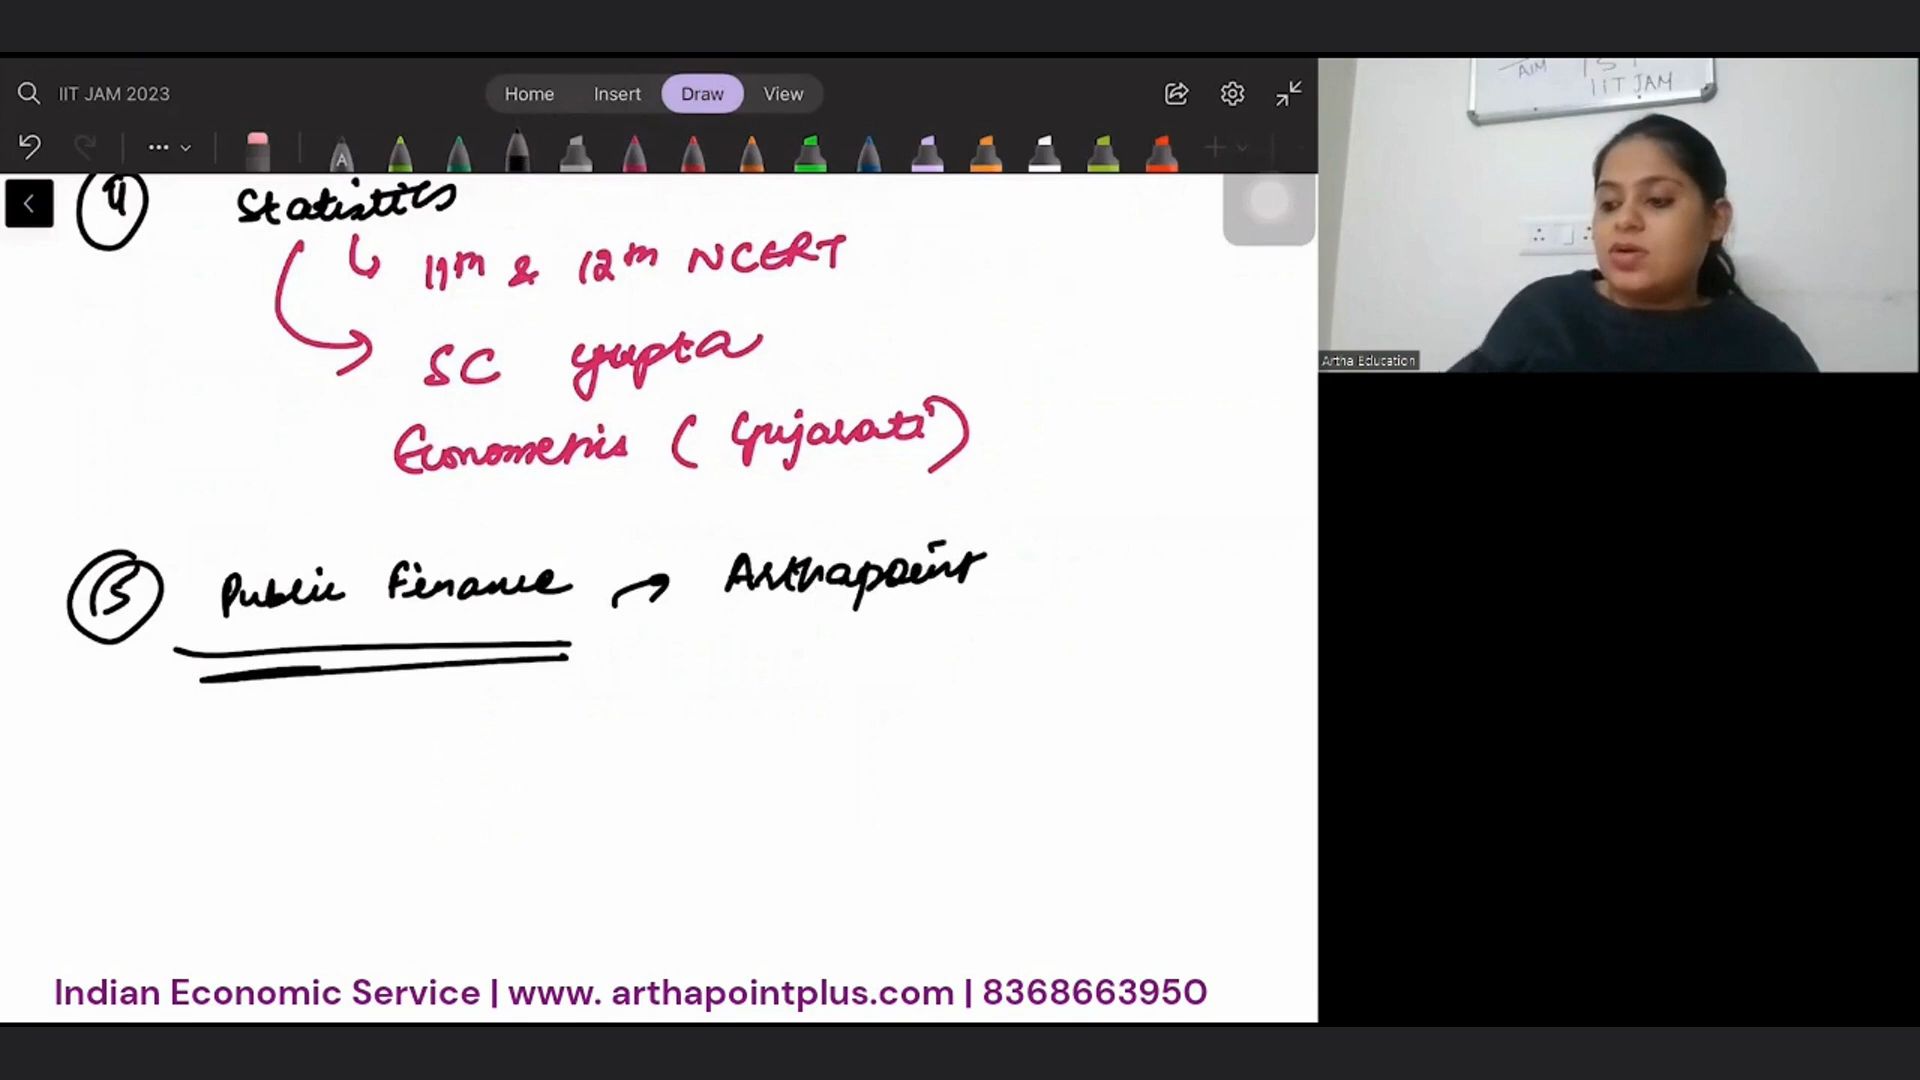 IIT JAM 2023
Home Insert Draw View
A
AIM
IIT JAM
4 Statistics
11th & 12th NCERT
SC Gupta
Econometris (Gujarati)
Artha Education
5 Public Finance → Arthapoint
Indian Economic Service | www. arthapointplus.com | 8368663950